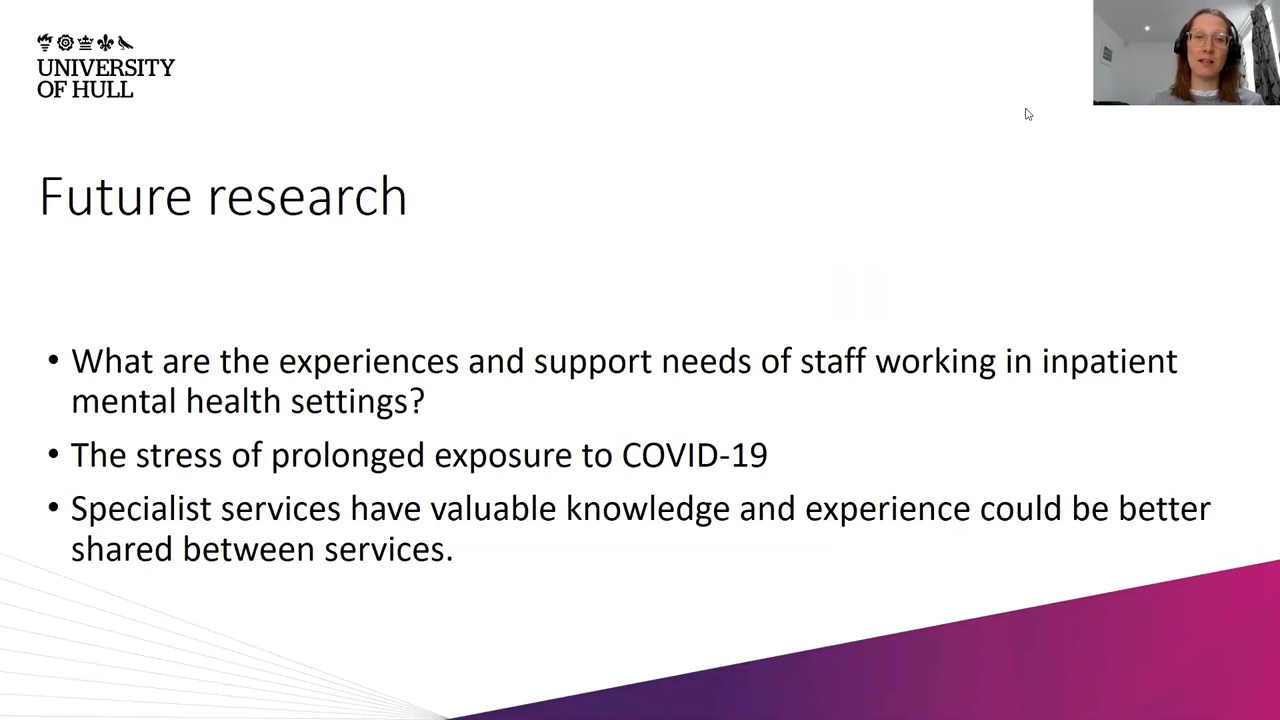 UNIVERSITY
OF HULL
Future research
• What are the experiences and support needs of staff working in inpatient
mental health settings?
• The stress of prolonged exposure to COVID-19
• Specialist services have valuable knowledge and experience could be better
shared between services.